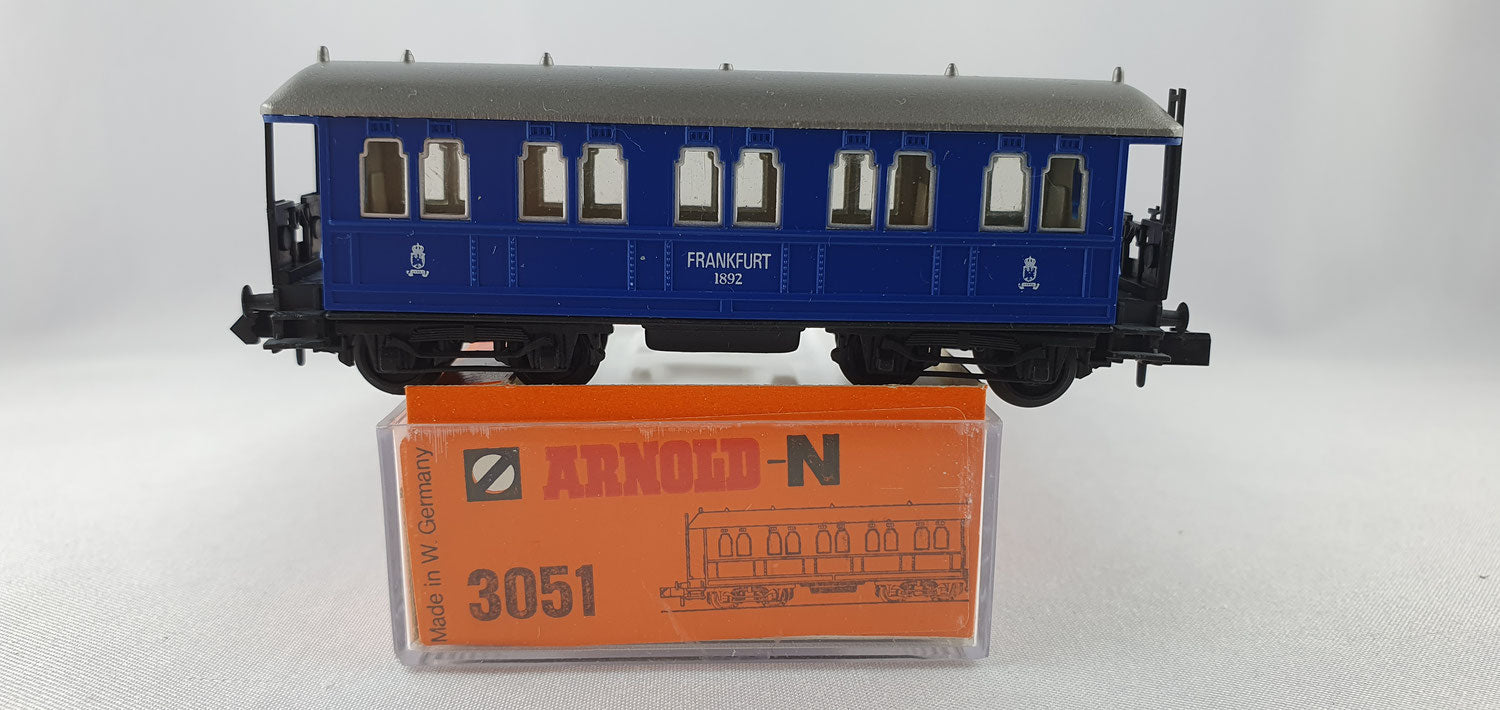 FRANKFURT
1892
ARNOLD-N
Made in W. Germany
3051